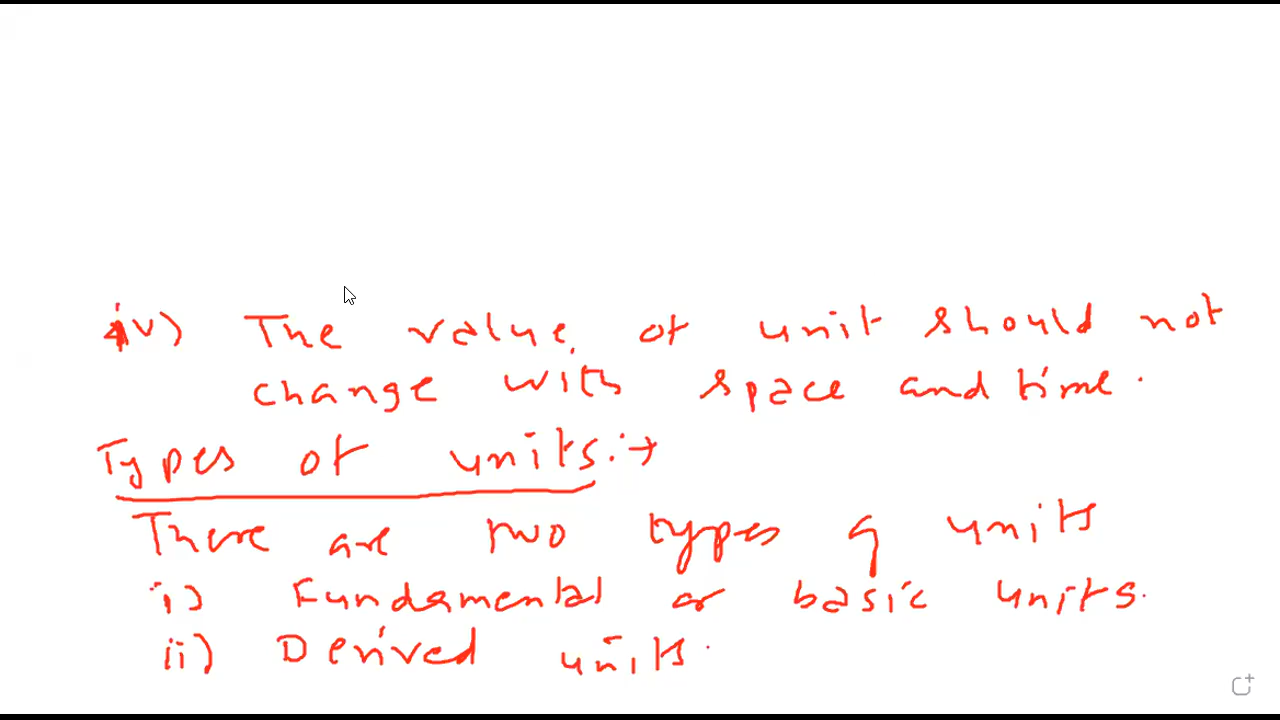 iv) The value of unit should not
change with space and time.
Types of units:→
There are two types of units
i) Fundamental or basic units.
ii) Derived units.